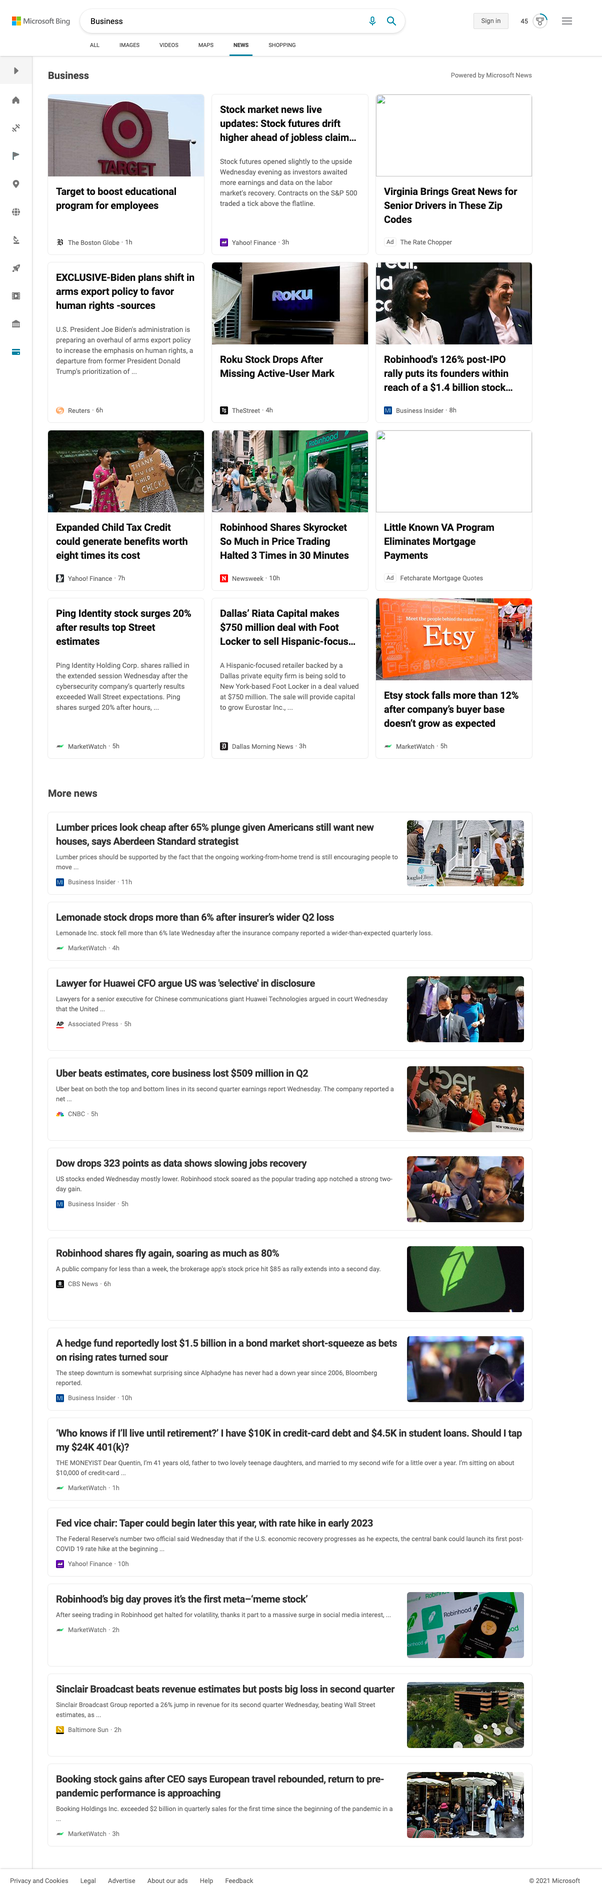 Microsoft Bing
Business
Sign in
45
ALL
IMAGES
VIDEOS
MAPS
NEWS
SHOPPING
Business
Powered by Microsoft News
TARGET
Target to boost educational
program for employees
The Boston Globe · 1h
Stock market news live
updates: Stock futures drift
higher ahead of jobless claim...
Stock futures opened slightly to the upside
Wednesday evening as investors awaited
more earnings and data on the labor
market's recovery. Contracts on the S&P 500
traded a tick above the flatline.
Yahoo! Finance · 3h
Virginia Brings Great News for
Senior Drivers in These Zip
Codes
Ad The Rate Chopper
EXCLUSIVE-Biden plans shift in
arms export policy to favor
human rights -sources
U.S. President Joe Biden's administration is
preparing an overhaul of arms export policy
to increase the emphasis on human rights, a
departure from former President Donald
Trump's prioritization of ...
Reuters · 6h
ROKU
Roku Stock Drops After
Missing Active-User Mark
TheStreet · 4h
Robinhood's 126% post-IPO
rally puts its founders within
reach of a $1.4 billion stock...
Business Insider · 8h
Expanded Child Tax Credit
could generate benefits worth
eight times its cost
Yahoo! Finance · 7h
Robinhood
Robinhood Shares Skyrocket
So Much in Price Trading
Halted 3 Times in 30 Minutes
Newsweek · 10h
Little Known VA Program
Eliminates Mortgage
Payments
Ad Fetcharate Mortgage Quotes
Ping Identity stock surges 20%
after results top Street
estimates
Ping Identity Holding Corp. shares rallied in
the extended session Wednesday after the
cybersecurity company's quarterly results
exceeded Wall Street expectations. Ping
shares surged 20% after hours, ...
MarketWatch · 5h
Dallas' Riata Capital makes
$750 million deal with Foot
Locker to sell Hispanic-focus...
A Hispanic-focused retailer backed by a
Dallas private equity firm is being sold to
New York-based Foot Locker in a deal valued
at $750 million. The sale will provide capital
to grow Eurostar Inc., ...
Dallas Morning News · 3h
Meet the people behind the marketplace
Etsy
Etsy stock falls more than 12%
after company's buyer base
doesn't grow as expected
MarketWatch · 5h
More news
Lumber prices look cheap after 65% plunge given Americans still want new
houses, says Aberdeen Standard strategist
Lumber prices should be supported by the fact that the ongoing working-from-home trend is still encouraging people to
move ...
Business Insider · 11h
Lemonade stock drops more than 6% after insurer's wider Q2 loss
Lemonade Inc. stock fell more than 6% late Wednesday after the insurance company reported a wider-than-expected quarterly loss.
MarketWatch · 4h
Lawyer for Huawei CFO argue US was 'selective' in disclosure
Lawyers for a senior executive for Chinese communications giant Huawei Technologies argued in court Wednesday
that the United ...
Associated Press · 5h
Uber beats estimates, core business lost $509 million in Q2
Uber beat on both the top and bottom lines in its second quarter earnings report Wednesday. The company reported a
net ...
CNBC · 5h
Dow drops 323 points as data shows slowing jobs recovery
US stocks ended Wednesday mostly lower. Robinhood stock soared as the popular trading app notched a strong two-
day gain.
Business Insider · 5h
Robinhood shares fly again, soaring as much as 80%
A public company for less than a week, the brokerage app's stock price hit $85 as rally extends into a second day.
CBS News · 6h
A hedge fund reportedly lost $1.5 billion in a bond market short-squeeze as bets
on rising rates turned sour
The steep downturn is somewhat surprising since Alphadyne has never had a down year since 2006, Bloomberg
reported.
Business Insider · 10h
'Who knows if I'll live until retirement?' I have $10K in credit-card debt and $4.5K in student loans. Should I tap
my $24K 401(k)?
THE MONEYIST Dear Quentin, I'm 41 years old, father to two lovely teenage daughters, and married to my second wife for a little over a year. I'm sitting on about
$10,000 of credit-card ...
MarketWatch · 1h
Fed vice chair: Taper could begin later this year, with rate hike in early 2023
The Federal Reserve's number two official said Wednesday that if the U.S. economic recovery progresses as he expects, the central bank could launch its first post-
COVID 19 rate hike at the beginning ...
Yahoo! Finance · 10h
Robinhood's big day proves it's the first meta–'meme stock'
After seeing trading in Robinhood get halted for volatility, thanks it part to a massive surge in social media interest, ...
MarketWatch · 2h
Sinclair Broadcast beats revenue estimates but posts big loss in second quarter
Sinclair Broadcast Group reported a 26% jump in revenue for its second quarter Wednesday, beating Wall Street
estimates, as ...
Baltimore Sun · 2h
Booking stock gains after CEO says European travel rebounded, return to pre-
pandemic performance is approaching
Booking Holdings Inc. exceeded $2 billion in quarterly sales for the first time since the beginning of the pandemic in a
...
MarketWatch · 3h
Privacy and Cookies
Legal
Advertise
About our ads
Help
Feedback
© 2021 Microsoft